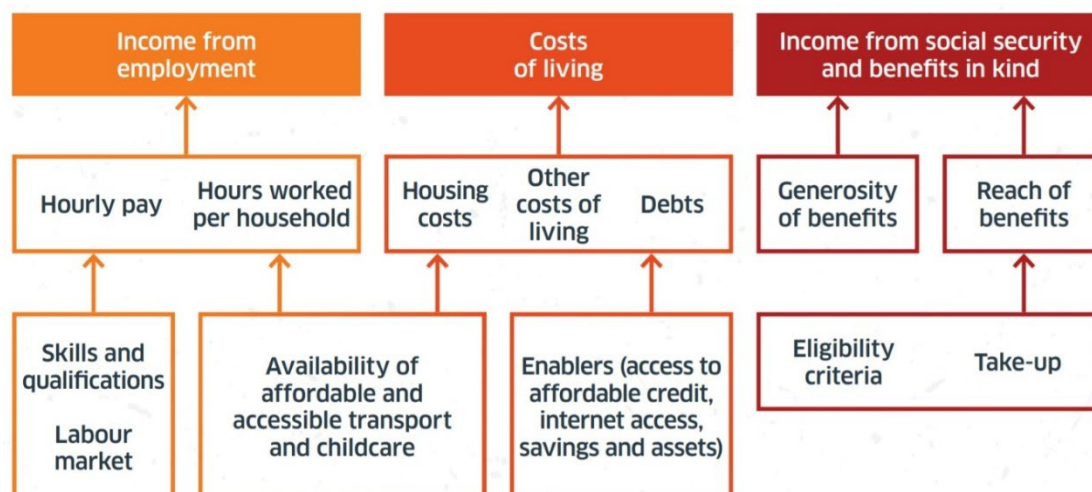 Income from
employment
Costs
of living
Income from social security
and benefits in kind
Hourly pay
Hours worked
per household
Housing
costs
Other
costs of
living
Debts
Generosity
of benefits
Reach of
benefits
Skills and
qualifications
Labour
market
Availability of
affordable and
accessible transport
and childcare
Enablers (access to
affordable credit,
internet access,
savings and assets)
Eligibility
criteria
Take-up